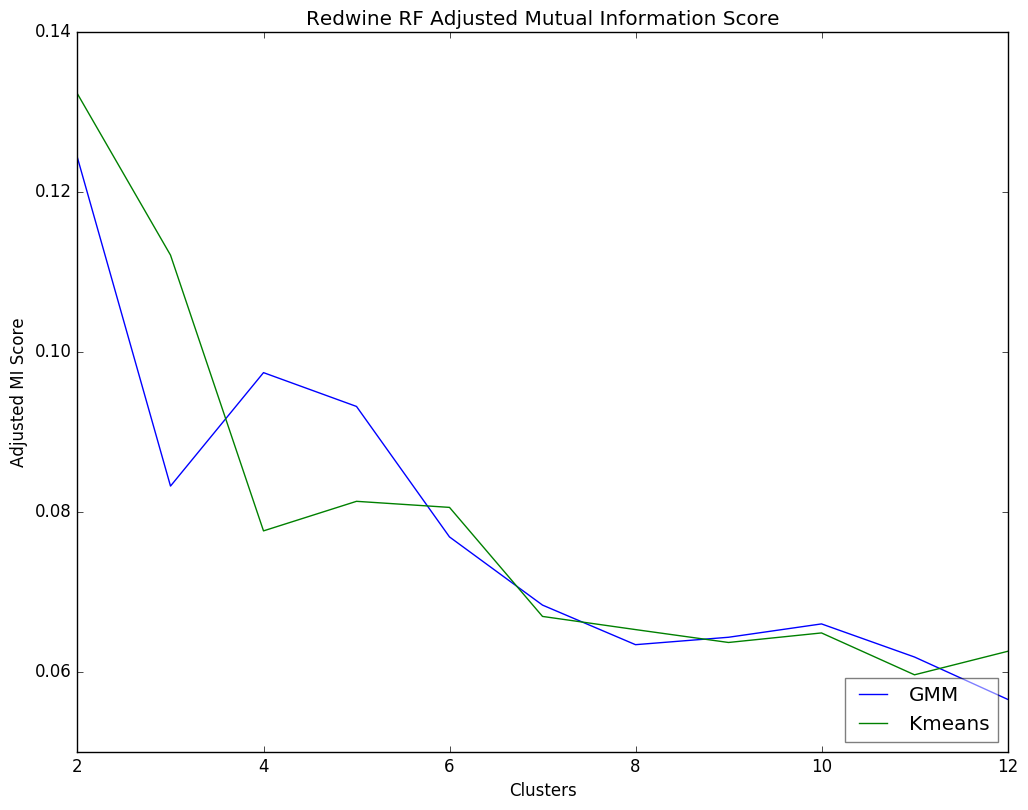 Redwine RF Adjusted Mutual Information Score
0.14
0.12
0.10
0.08
0.06
Adjusted MI Score
2
4
6
8
10
12
Clusters
GMM
Kmeans